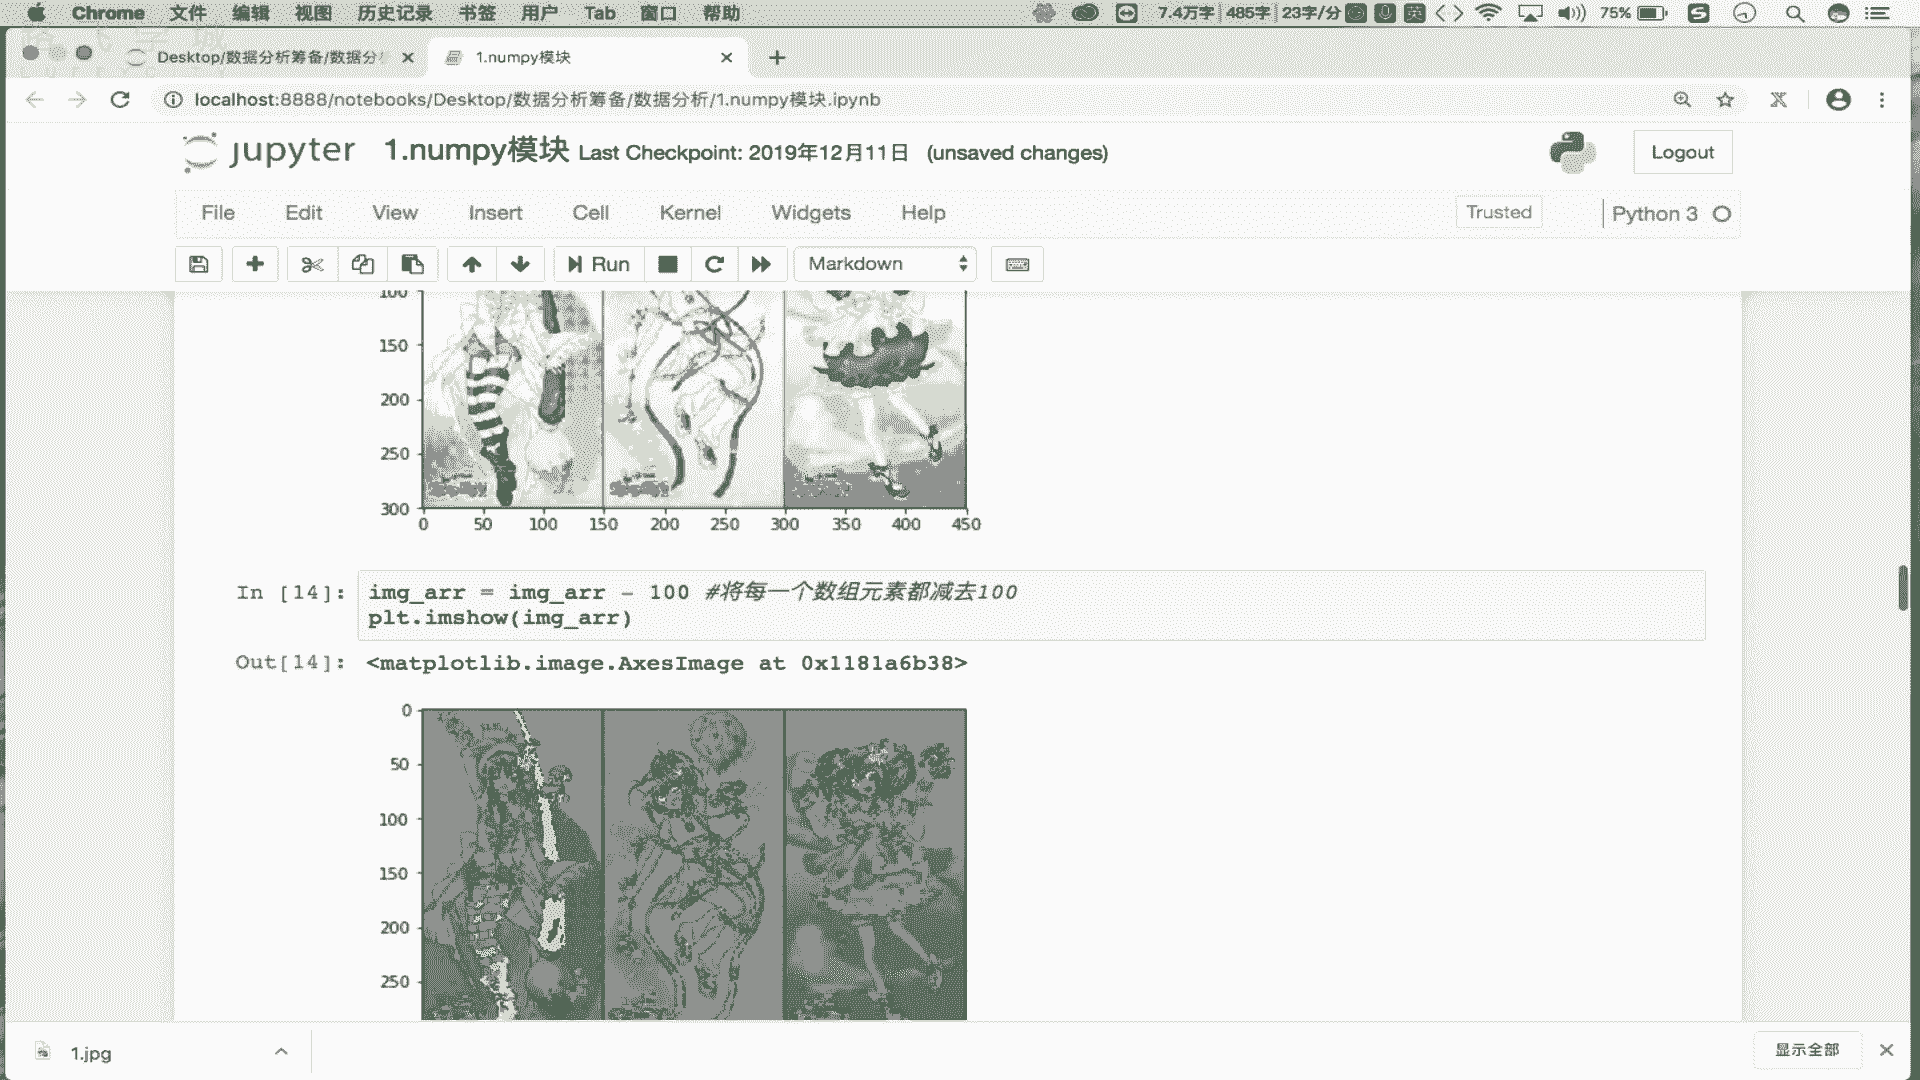 Chrome 文件 编辑 视图 历史记录 书签 用户 Tab 窗口 帮助 7.4万字 485字 23字/分 英 75%
Desktop/数据分析筹备/数据分 1.numpy模块
localhost:8888/notebooks/Desktop/数据分析筹备/数据分析/1.numpy模块.ipynb
jupyter 1.numpy模块 Last Checkpoint: 2019年12月11日 (unsaved changes) Logout
File Edit View Insert Cell Kernel Widgets Help Trusted Python 3
Run Markdown
100
150
200
250
300
0 50 100 150 200 250 300 350 400 450
In [14]: img_arr = img_arr - 100 #将每一个数组元素都减去100
plt.imshow(img_arr)
Out[14]: <matplotlib.image.AxesImage at 0x1181a6b38>
0
50
100
150
200
250
1.jpg 显示全部